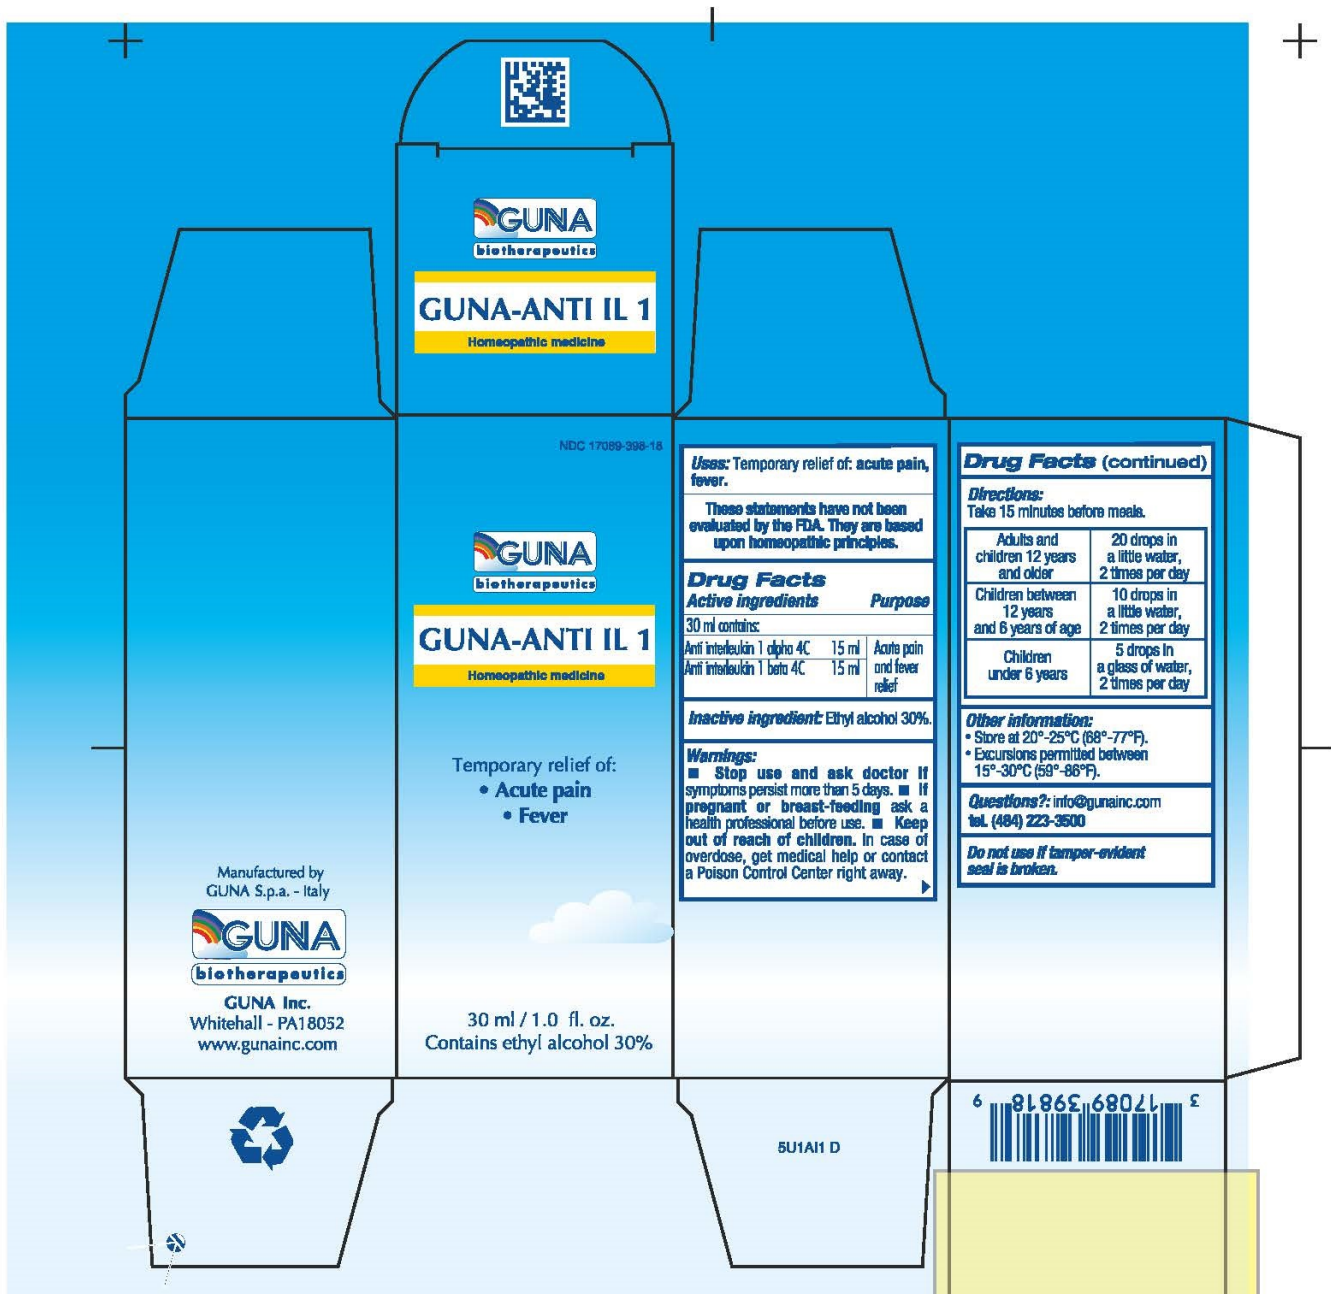 GUNA
biotherapeutics
GUNA-ANTI IL 1
Homeopathic medicine
Manufactured by
GUNA S.p.a. - Italy
GUNA
biotherapeutics
GUNA Inc.
Whitehall - PA18052
www.gunainc.com
NDC 17089-398-18
GUNA
biotherapeutics
GUNA-ANTI IL 1
Homeopathic medicine
Temporary relief of:
• Acute pain
• Fever
30 ml / 1.0 fl. oz.
Contains ethyl alcohol 30%
Uses: Temporary relief of: acute pain,
fever.
These statements have not been
evaluated by the FDA. They are based
upon homeopathic principles.
Drug Facts
Active ingredients Purpose
30 ml contains:
Anti interleukin 1 alpha 4C 15 ml Acute pain
Anti interleukin 1 beta 4C 15 ml and fever
relief
Inactive ingredient: Ethyl alcohol 30%.
Warnings:
■ Stop use and ask doctor if
symptoms persist more than 5 days. ■ If
pregnant or breast-feeding ask a
health professional before use. ■ Keep
out of reach of children. In case of
overdose, get medical help or contact
a Poison Control Center right away.
Drug Facts (continued)
Directions:
Take 15 minutes before meals.
Adults and
children 12 years
and older
20 drops in
a little water,
2 times per day
Children between
12 years
and 6 years of age
10 drops in
a little water,
2 times per day
Children
under 6 years
5 drops in
a glass of water,
2 times per day
Other information:
• Store at 20°-25°C (68°-77°F).
• Excursions permitted between
15°-30°C (59°-86°F).
Questions?: info@gunainc.com
tel. (484) 223-3500
Do not use if tamper-evident
seal is broken.
5U1AI1 D
3 17089 39818 9